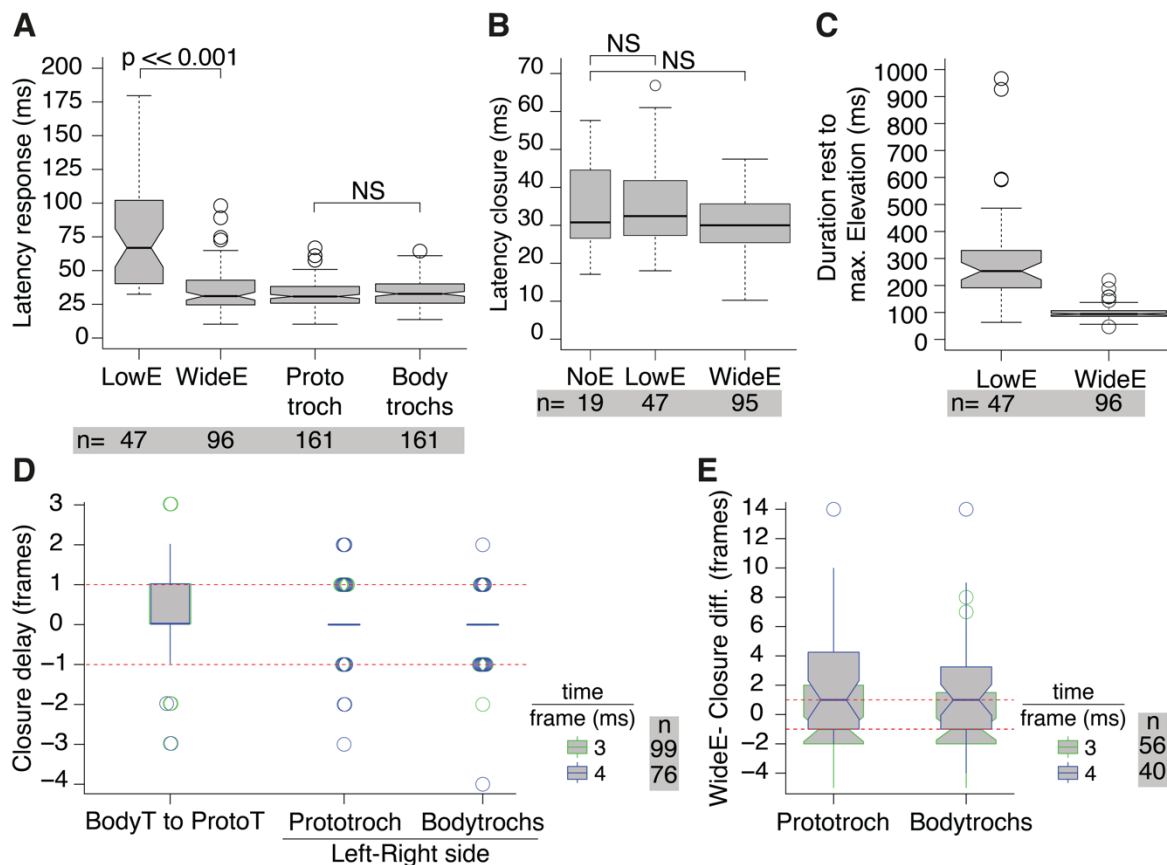 A
p << 0.001
NS
Latency response (ms)
200
175
150
125
100
75
50
25
0
LowE WideE Proto troch Body trochs
n= 47 96 161 161
B
NS
NS
Latency closure (ms)
70
60
50
40
30
20
10
0
NoE LowE WideE
n= 19 47 95
C
Duration rest to
max. Elevation (ms)
1000
900
800
700
600
500
400
300
200
100
0
LowE WideE
n= 47 96
D
Closure delay (frames)
3
2
1
0
−1
−2
−3
−4
BodyT to ProtoT Prototroch Bodytrochs
Left-Right side
time
frame (ms) n
3 99
4 76
E
WideE- Closure diff. (frames)
14
12
10
8
6
4
2
0
−2
−4
Prototroch Bodytrochs
time
frame (ms) n
3 56
4 40